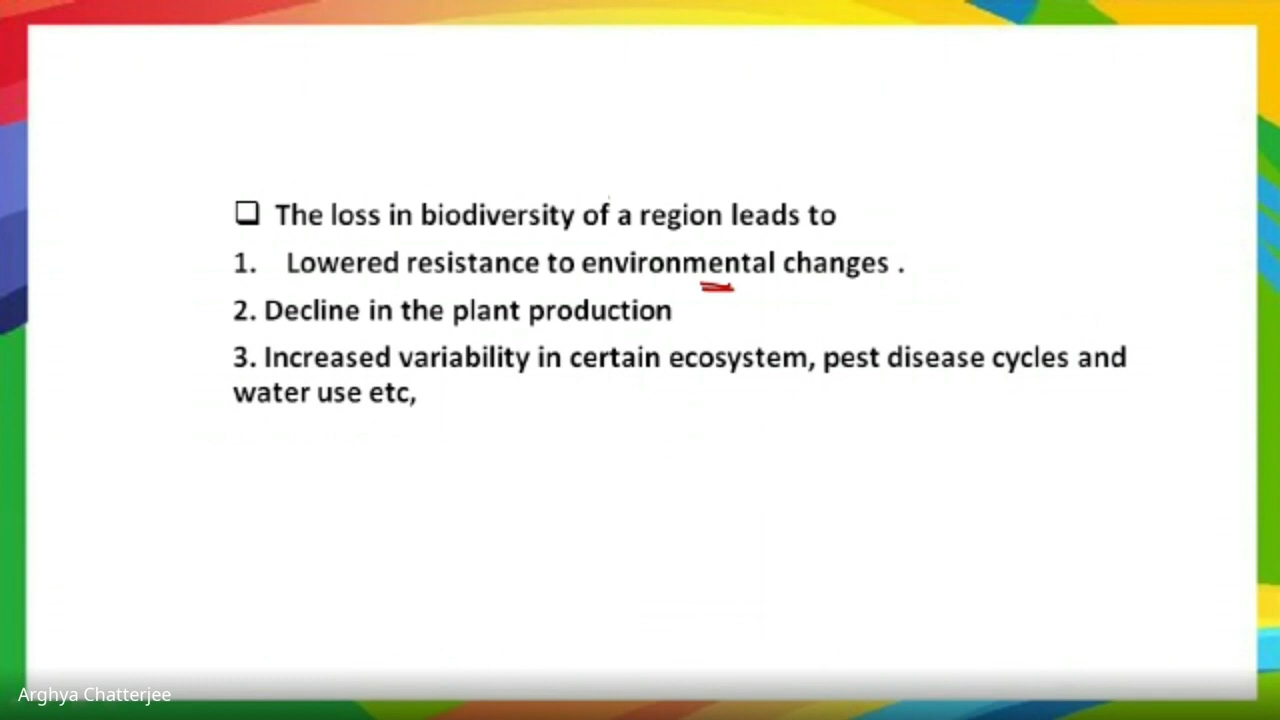 ❑ The loss in biodiversity of a region leads to
1. Lowered resistance to environmental changes .
2. Decline in the plant production
3. Increased variability in certain ecosystem, pest disease cycles and
water use etc,
Arghya Chatterjee